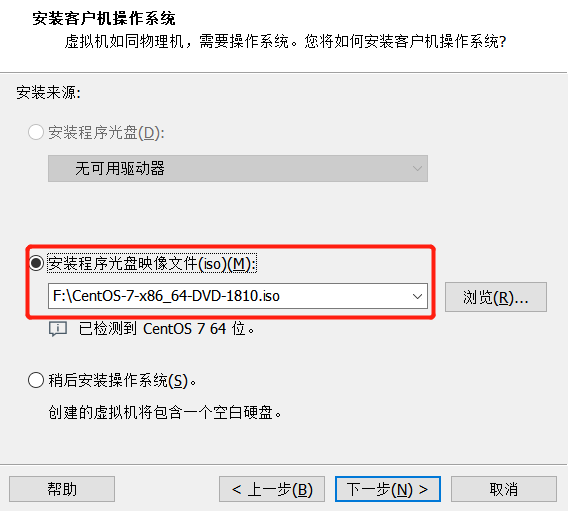 安装客户机操作系统
虚拟机如同物理机，需要操作系统。您将如何安装客户机操作系统?
安装来源:
安装程序光盘(D):
无可用驱动器
安装程序光盘映像文件(iso)(M):
F:\CentOS-7-x86_64-DVD-1810.iso
浏览(R)...
已检测到 CentOS 7 64 位。
稍后安装操作系统(S)。
创建的虚拟机将包含一个空白硬盘。
帮助
< 上一步(B)
下一步(N) >
取消